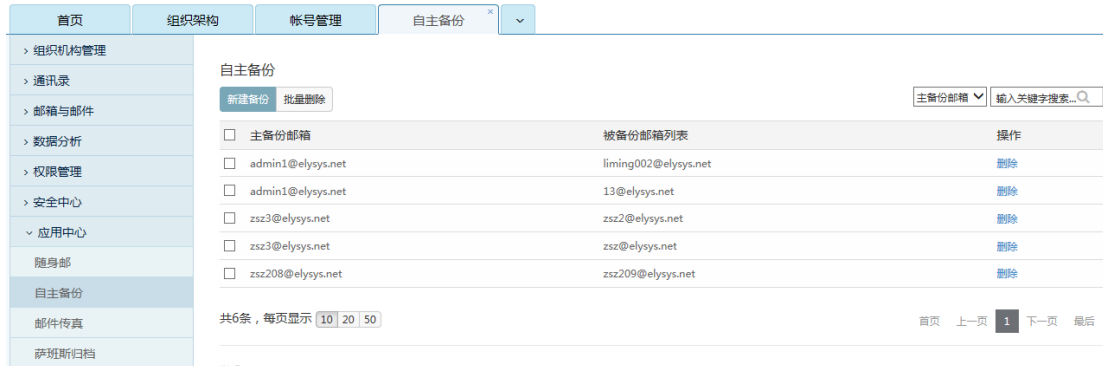 首页 组织架构 帐号管理 自主备份 ×
> 组织机构管理
> 通讯录
> 邮箱与邮件
> 数据分析
> 权限管理
> 安全中心
应用中心
随身邮
自主备份
邮件传真
萨班斯归档
自主备份
新建备份 批量删除 主备份邮箱 输入关键字搜索...
主备份邮箱 被备份邮箱列表 操作
admin1@elysys.net liming002@elysys.net 删除
admin1@elysys.net 13@elysys.net 删除
zsz3@elysys.net zsz2@elysys.net 删除
zsz3@elysys.net zsz@elysys.net 删除
zsz208@elysys.net zsz209@elysys.net 删除
共6条，每页显示 10 20 50 首页 上一页 1 下一页 最后